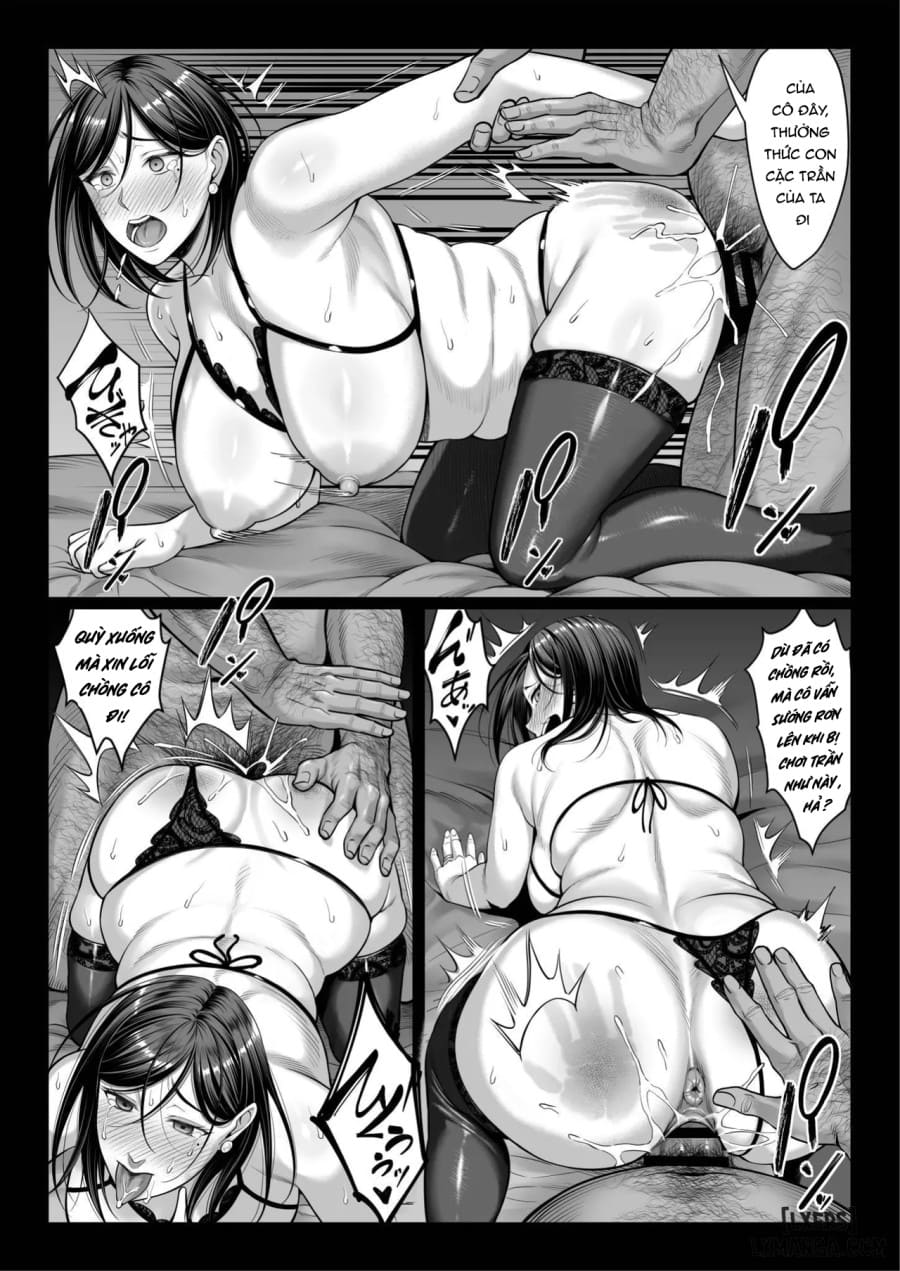 CỦA
CÔ ĐÂY,
THƯỞNG
THỨC CON
CẶC TRẦN
CỦA TA
ĐI
QUỲ XUỐNG
MÀ XIN LỖI
CHỒNG CÔ
ĐI!
DÙ ĐÃ CÓ
CHỒNG RỒI,
MÀ CÔ VẪN
SƯỚNG RƠN
LÊN KHI BỊ
CHƠI TRẦN
NHƯ NÀY,
HẢ?
[LXERS]
LXMANGA.COM